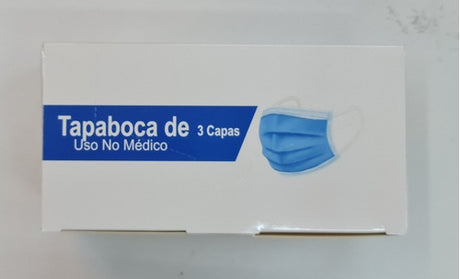 Tapaboca de 3 Capas
Uso No Médico